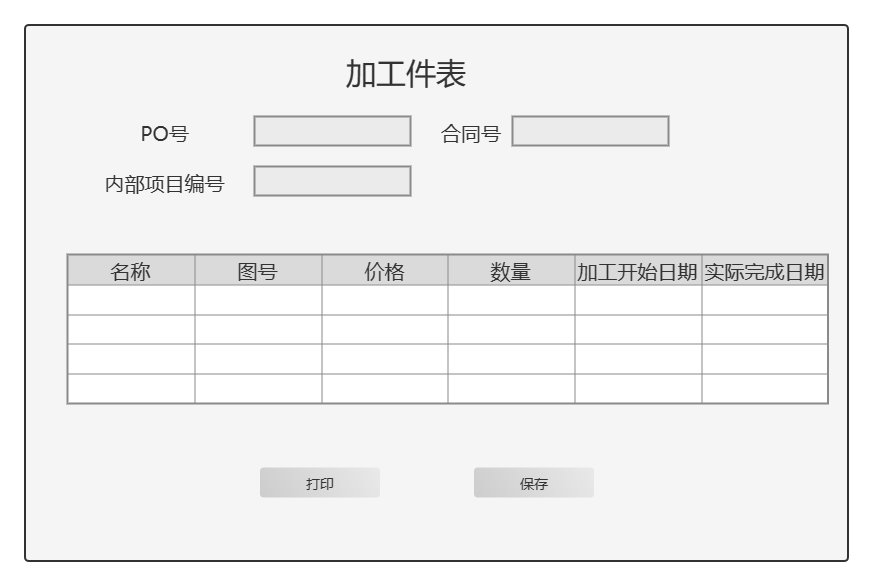 加工件表
PO号 合同号
内部项目编号
名称 图号 价格 数量 加工开始日期 实际完成日期
打印 保存